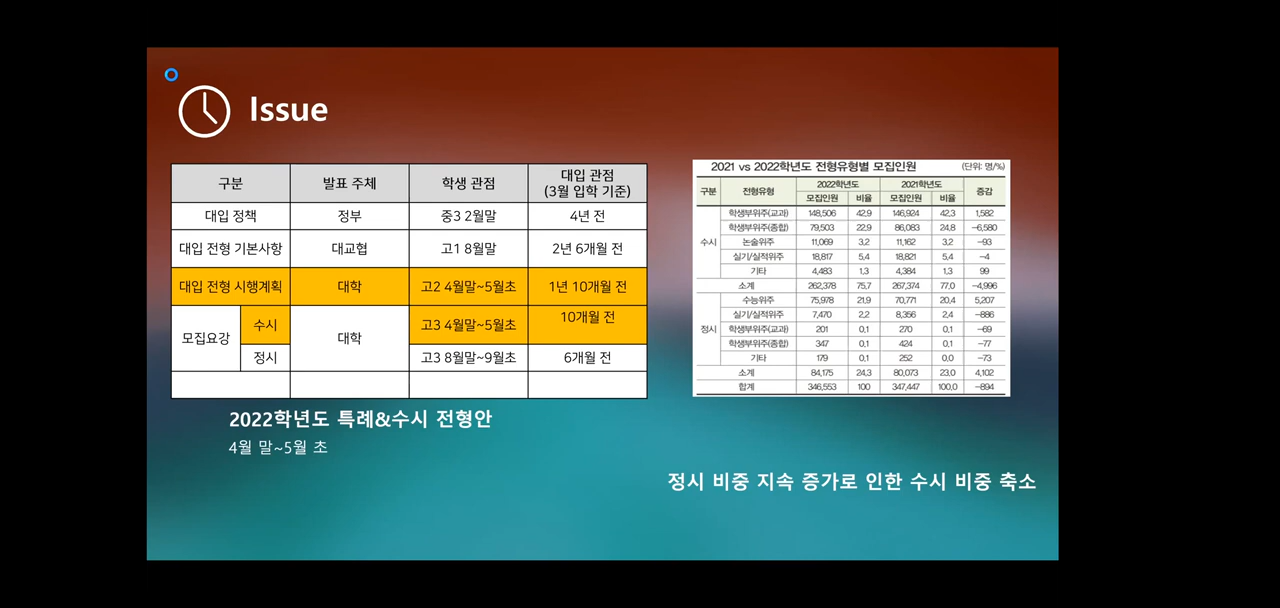 Issue
구분 발표 주체 학생 관점 대입 관점
(3월 입학 기준)
대입 정책 정부 중3 2월말 4년 전
대입 전형 기본사항 대교협 고1 8월말 2년 6개월 전
대입 전형 시행계획 대학 고2 4월말~5월초 1년 10개월 전
모집요강 수시 대학 고3 4월말~5월초 10개월 전
정시 고3 8월말~9월초 6개월 전
2022학년도 특례&수시 전형안
4월 말~5월 초
2021 vs 2022학년도 전형유형별 모집인원 (단위: 명/%)
구분 전형유형 2022학년도 2021학년도 증감
모집인원 비율 모집인원 비율
수시 학생부위주(교과) 148,506 42,9 146,924 42,3 1,582
학생부위주(종합) 79,503 22,9 86,083 24,8 -6,580
논술위주 11,069 3,2 11,162 3,2 -93
실기/실적위주 18,817 5,4 18,821 5,4 -4
기타 4,483 1,3 4,384 1,3 99
소계 262,378 75,7 267,374 77,0 -4,996
정시 수능위주 75,978 21,9 70,771 20,4 5,207
실기/실적위주 7,470 2,2 8,356 2,4 -886
학생부위주(교과) 201 0,1 270 0,1 -69
학생부위주(종합) 347 0,1 424 0,1 -77
기타 179 0,1 252 0,0 -73
소계 84,175 24,3 80,073 23,0 4,102
합계 346,553 100 347,447 100,0 -894
정시 비중 지속 증가로 인한 수시 비중 축소